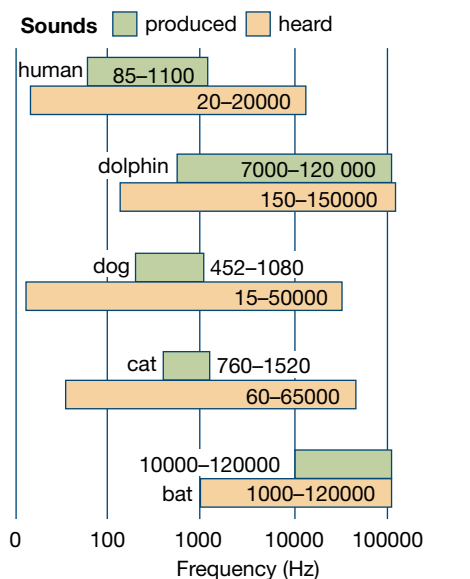 Sounds produced heard
human 85–1100
20–20000
dolphin 7000–120 000
150–150000
dog 452–1080
15–50000
cat 760–1520
60–65000
10000–120000
bat 1000–120000
0 100 1000 10000 100000
Frequency (Hz)